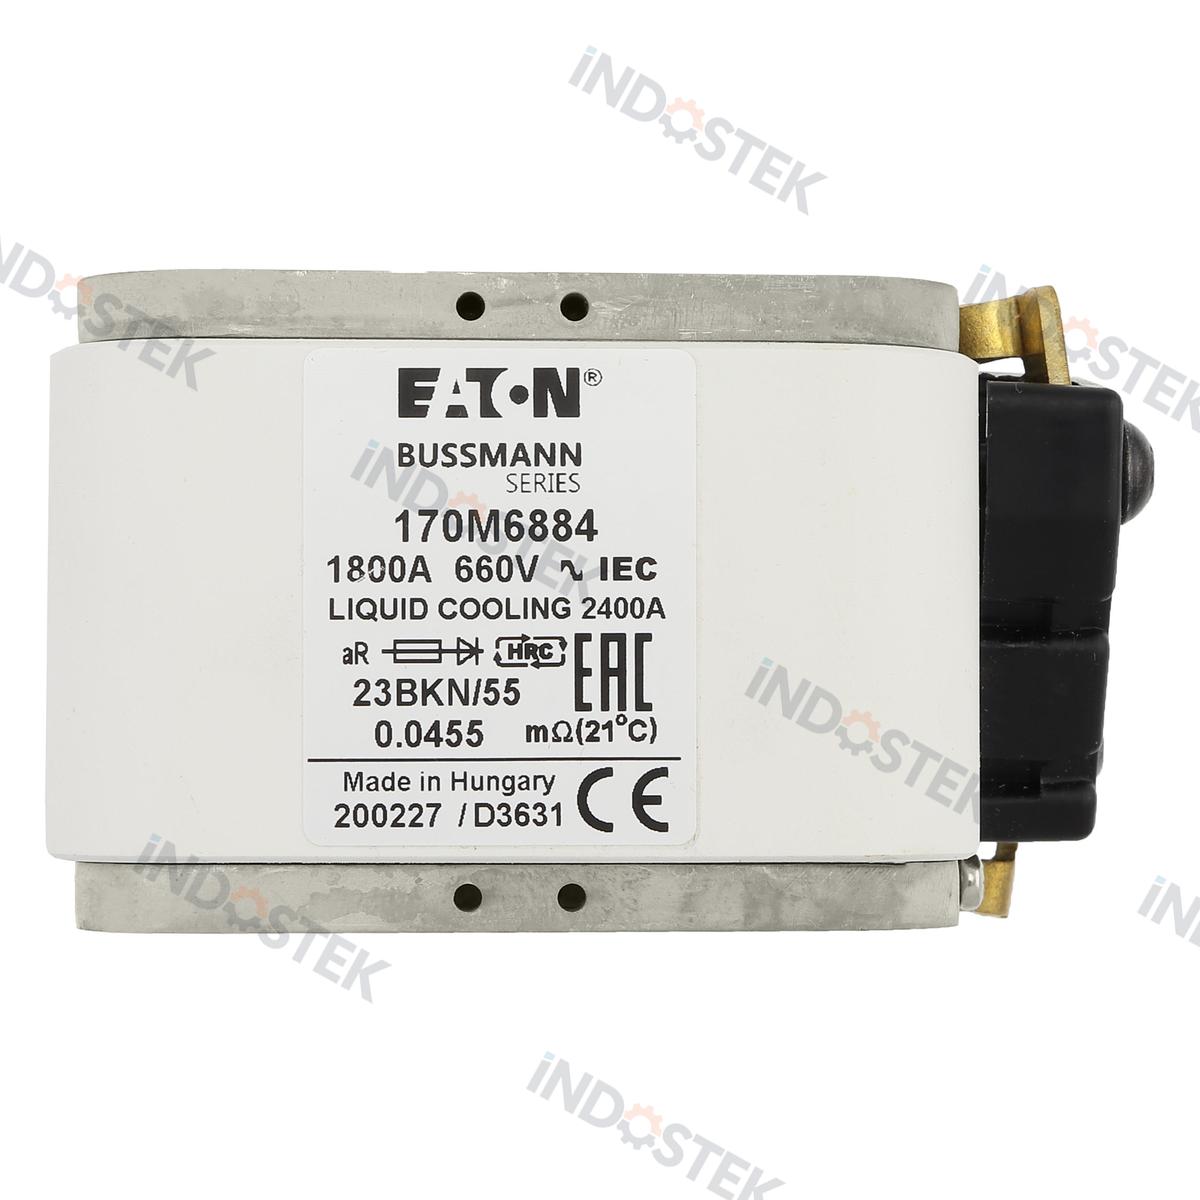 EATON®
BUSSMANN
SERIES
170M6884
1800A 660V ∿ IEC
LIQUID COOLING 2400A
aR HRC EAC
23BKN/55
0.0455 mΩ(21°C)
Made in Hungary
200227 / D3631 CE
iNDOSTEK
iNDOSTEK
iNDOSTEK
iNDOSTEK
iNDOSTEK
iNDOSTEK
iNDOSTEK